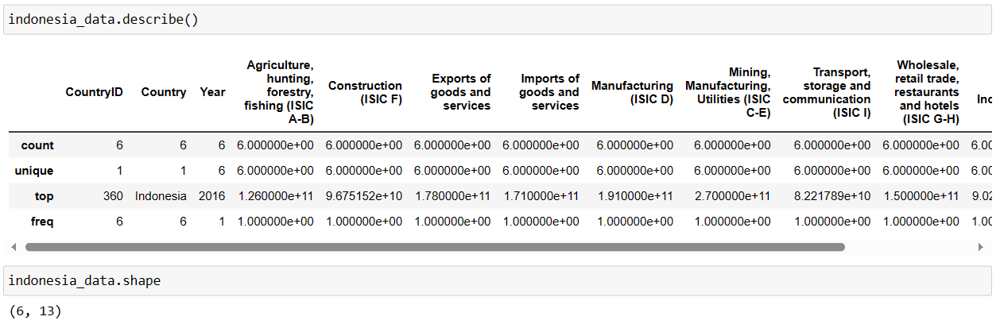 indonesia_data.describe()
CountryID Country Year Agriculture, hunting, forestry, fishing (ISIC A-B) Construction (ISIC F) Exports of goods and services Imports of goods and services Manufacturing (ISIC D) Mining, Manufacturing, Utilities (ISIC C-E) Transport, storage and communication (ISIC I) Wholesale, retail trade, restaurants and hotels (ISIC G-H)
count 6 6 6 6.000000e+00 6.000000e+00 6.000000e+00 6.000000e+00 6.000000e+00 6.000000e+00 6.000000e+00 6.000000e+00 6.00
unique 1 1 6 6.000000e+00 6.000000e+00 6.000000e+00 6.000000e+00 6.000000e+00 6.000000e+00 6.000000e+00 6.000000e+00 6.00
top 360 Indonesia 2016 1.260000e+11 9.675152e+10 1.780000e+11 1.710000e+11 1.910000e+11 2.700000e+11 8.221789e+10 1.500000e+11 9.02
freq 6 6 1 1.000000e+00 1.000000e+00 1.000000e+00 1.000000e+00 1.000000e+00 1.000000e+00 1.000000e+00 1.000000e+00 1.00
indonesia_data.shape
(6, 13)